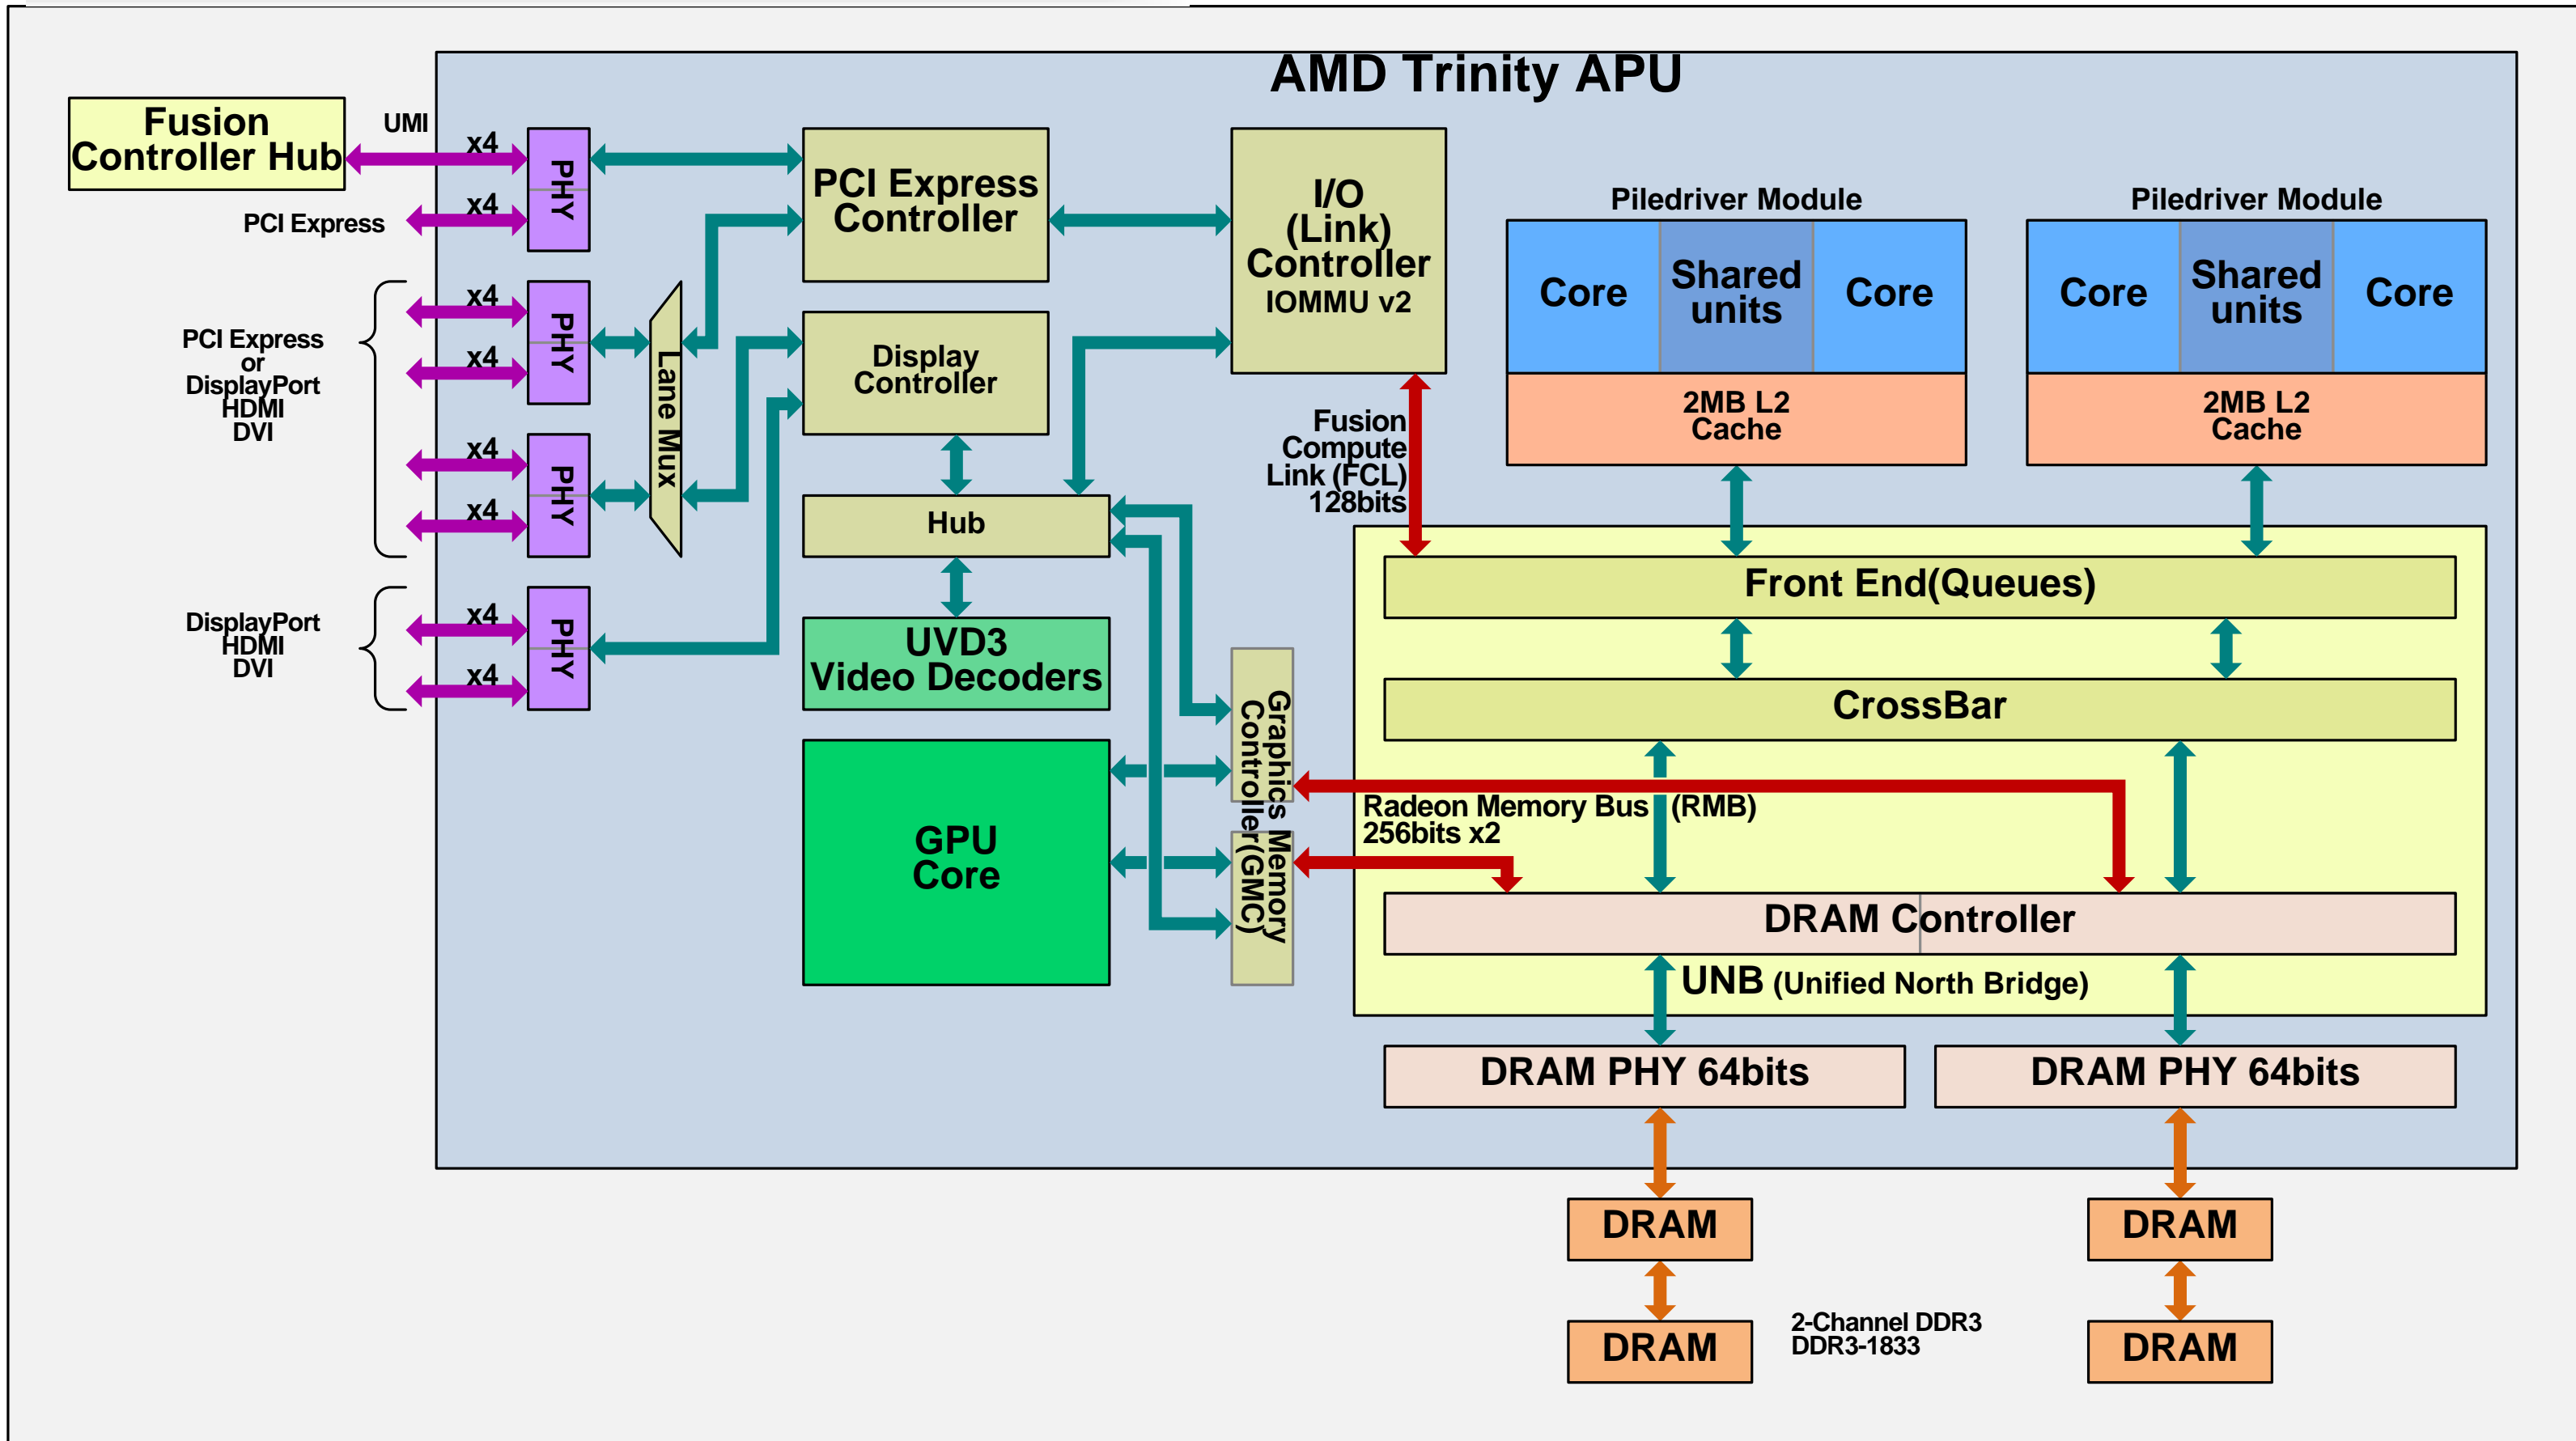 AMD Trinity APU
Fusion
Controller Hub
UMI
x4
PHY
x4
PCI Express
PCI Express
Controller
I/O
(Link)
Controller
IOMMU v2
Piledriver Module
Core
Shared
units
Core
2MB L2
Cache
Piledriver Module
Core
Shared
units
Core
2MB L2
Cache
PCI Express
or
DisplayPort
HDMI
DVI
x4
x4
PHY
x4
x4
PHY
Lane Mux
Display
Controller
Fusion
Compute
Link (FCL)
128bits
Hub
DisplayPort
HDMI
DVI
x4
x4
PHY
UVD3
Video Decoders
GPU
Core
Graphics Memory
Controller(GMC)
Front End(Queues)
CrossBar
Radeon Memory Bus (RMB)
256bits x2
DRAM Controller
UNB (Unified North Bridge)
DRAM PHY 64bits
DRAM PHY 64bits
DRAM
DRAM
DRAM
2-Channel DDR3
DDR3-1833
DRAM